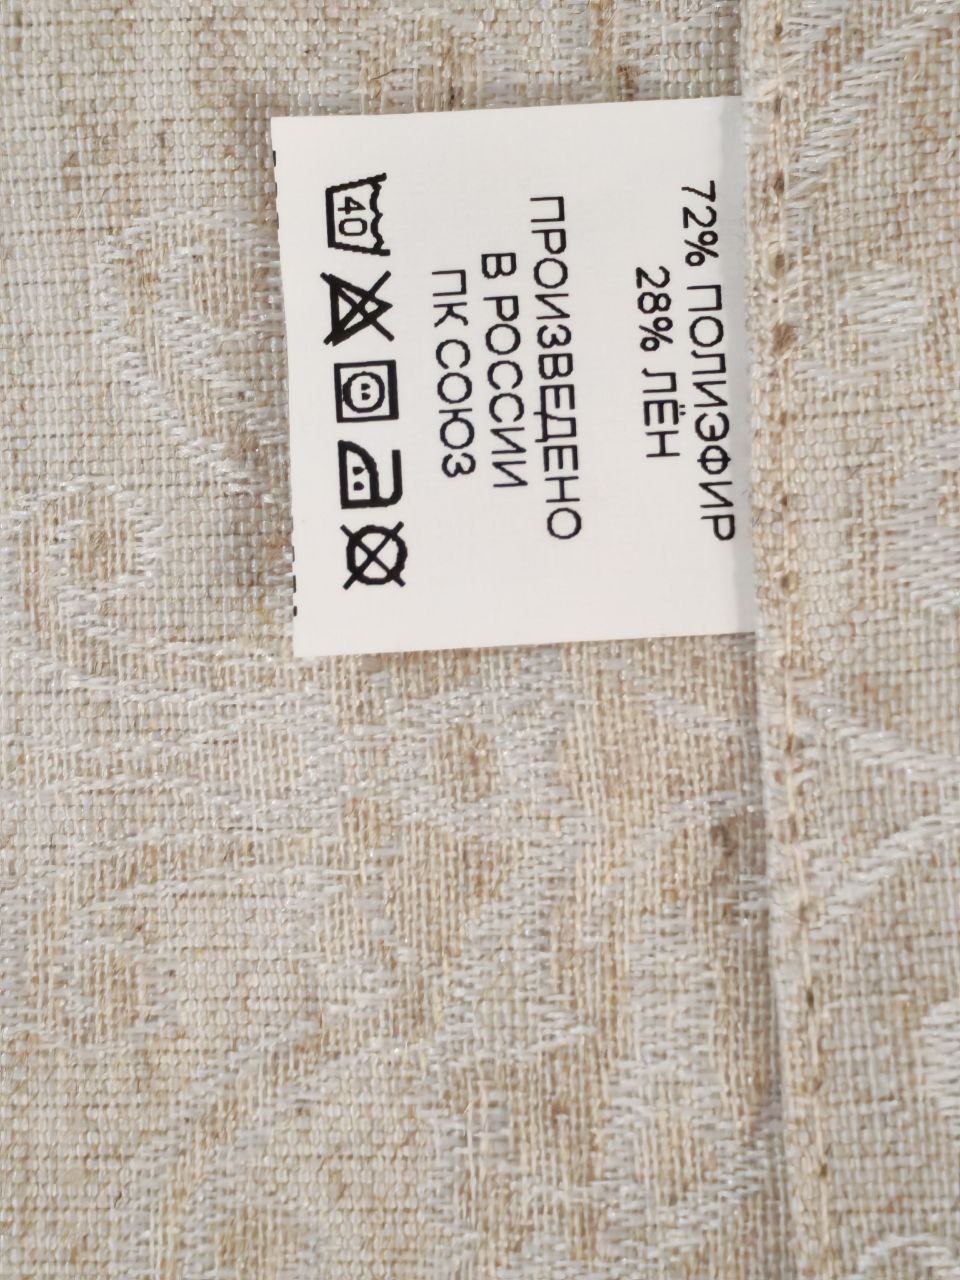 72% ПОЛИЭФИР
28% ЛЁН
ПРОИЗВЕДЕНО
В РОССИИ
ПК СОЮЗ
40